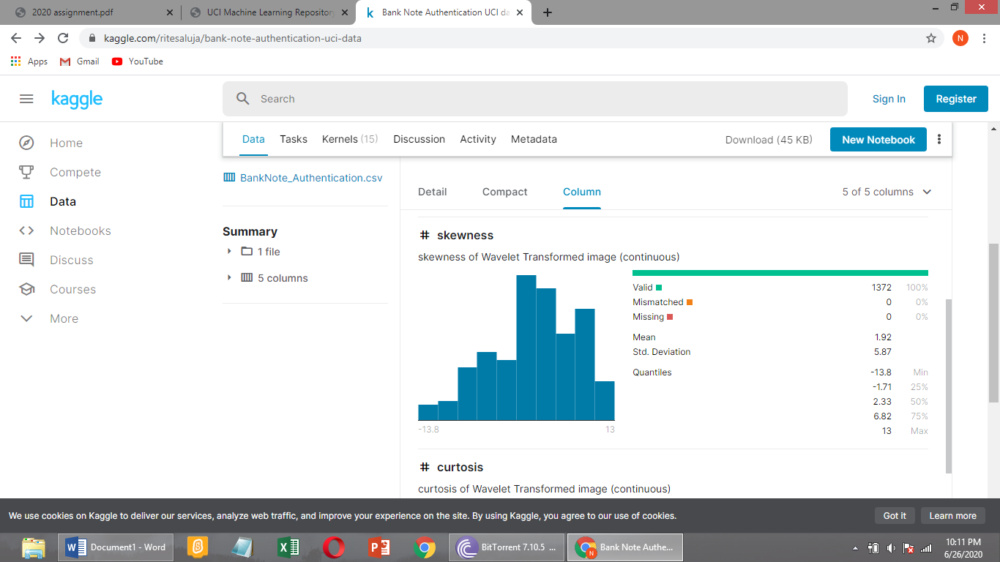 2020 assignment.pdf
UCI Machine Learning Repository
Bank Note Authentication UCI da
kaggle.com/ritesaluja/bank-note-authentication-uci-data
N
Apps
Gmail
YouTube
kaggle
Search
Sign In
Register
Home
Compete
Data
Notebooks
Discuss
Courses
More
Data
Tasks
Kernels (15)
Discussion
Activity
Metadata
Download (45 KB)
New Notebook
BankNote_Authentication.csv
Summary
1 file
5 columns
Detail
Compact
Column
5 of 5 columns
# skewness
skewness of Wavelet Transformed image (continuous)
-13.8
13
Valid 1372 100%
Mismatched 0 0%
Missing 0 0%
Mean 1.92
Std. Deviation 5.87
Quantiles -13.8 Min
-1.71 25%
2.33 50%
6.82 75%
13 Max
# curtosis
curtosis of Wavelet Transformed image (continuous)
We use cookies on Kaggle to deliver our services, analyze web traffic, and improve your experience on the site. By using Kaggle, you agree to our use of cookies.
Got it
Learn more
Document1 - Word
BitTorrent 7.10.5 ...
Bank Note Authe...
10:11 PM
6/26/2020